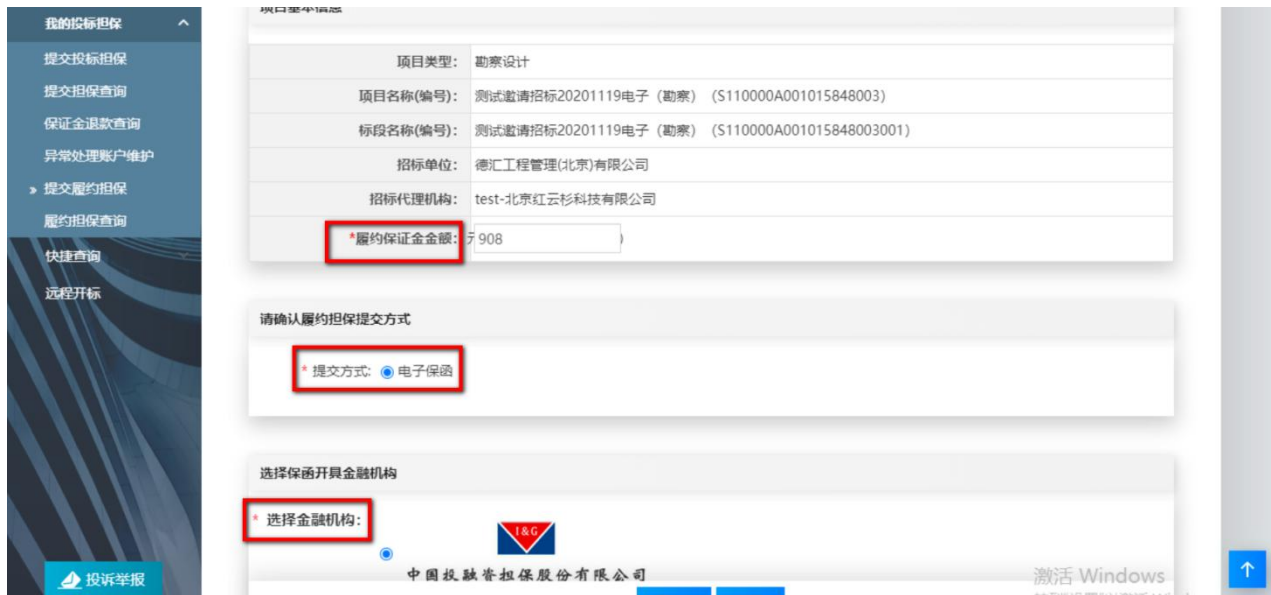 我的投标担保
提交投标担保
提交担保查询
保证金退款查询
异常处理账户维护
» 提交履约担保
履约担保查询
快捷查询
远程开标
投诉举报
项目基本信息
项目类型: 勘察设计
项目名称(编号): 测试邀请招标20201119电子（勘察）（S110000A001015848003)
标段名称(编号): 测试邀请招标20201119电子（勘察）（S110000A001015848003001)
招标单位: 德汇工程管理(北京)有限公司
招标代理机构: test-北京红云杉科技有限公司
*履约保证金金额: 908
请确认履约担保提交方式
* 提交方式: 电子保函
选择保函开具金融机构
* 选择金融机构:
I&G
中国投融资担保股份有限公司
激活 Windows